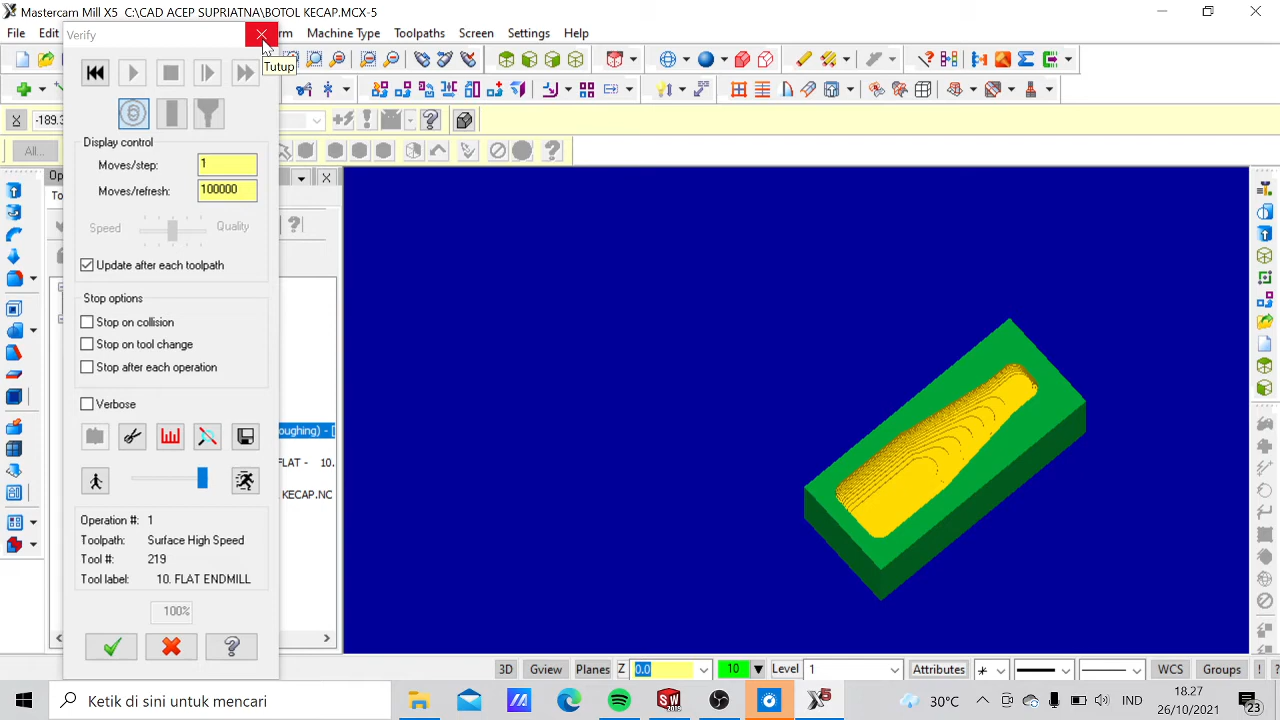 Mastercam Mill X5 C:\CAD ACEP SUPRIATNA\BOTOL KECAP.MCX-5
File Edit rm Machine Type Toolpaths Screen Settings Help
Verify
Tutup
-189.3
All...
Op
To
Display control
Moves/step: 1
Moves/refresh: 100000
Speed Quality
Update after each toolpath
Stop options
Stop on collision
Stop on tool change
Stop after each operation
Verbose
oughing) - [
FLAT - 10.
KECAP.NC
Operation #: 1
Toolpath: Surface High Speed
Tool #: 219
Tool label: 10. FLAT ENDMILL
100%
3D Gview Planes Z 0.0 10 Level 1 Attributes WCS Groups
Ketik di sini untuk mencari
30°C
IND
18.27
26/10/2021
23